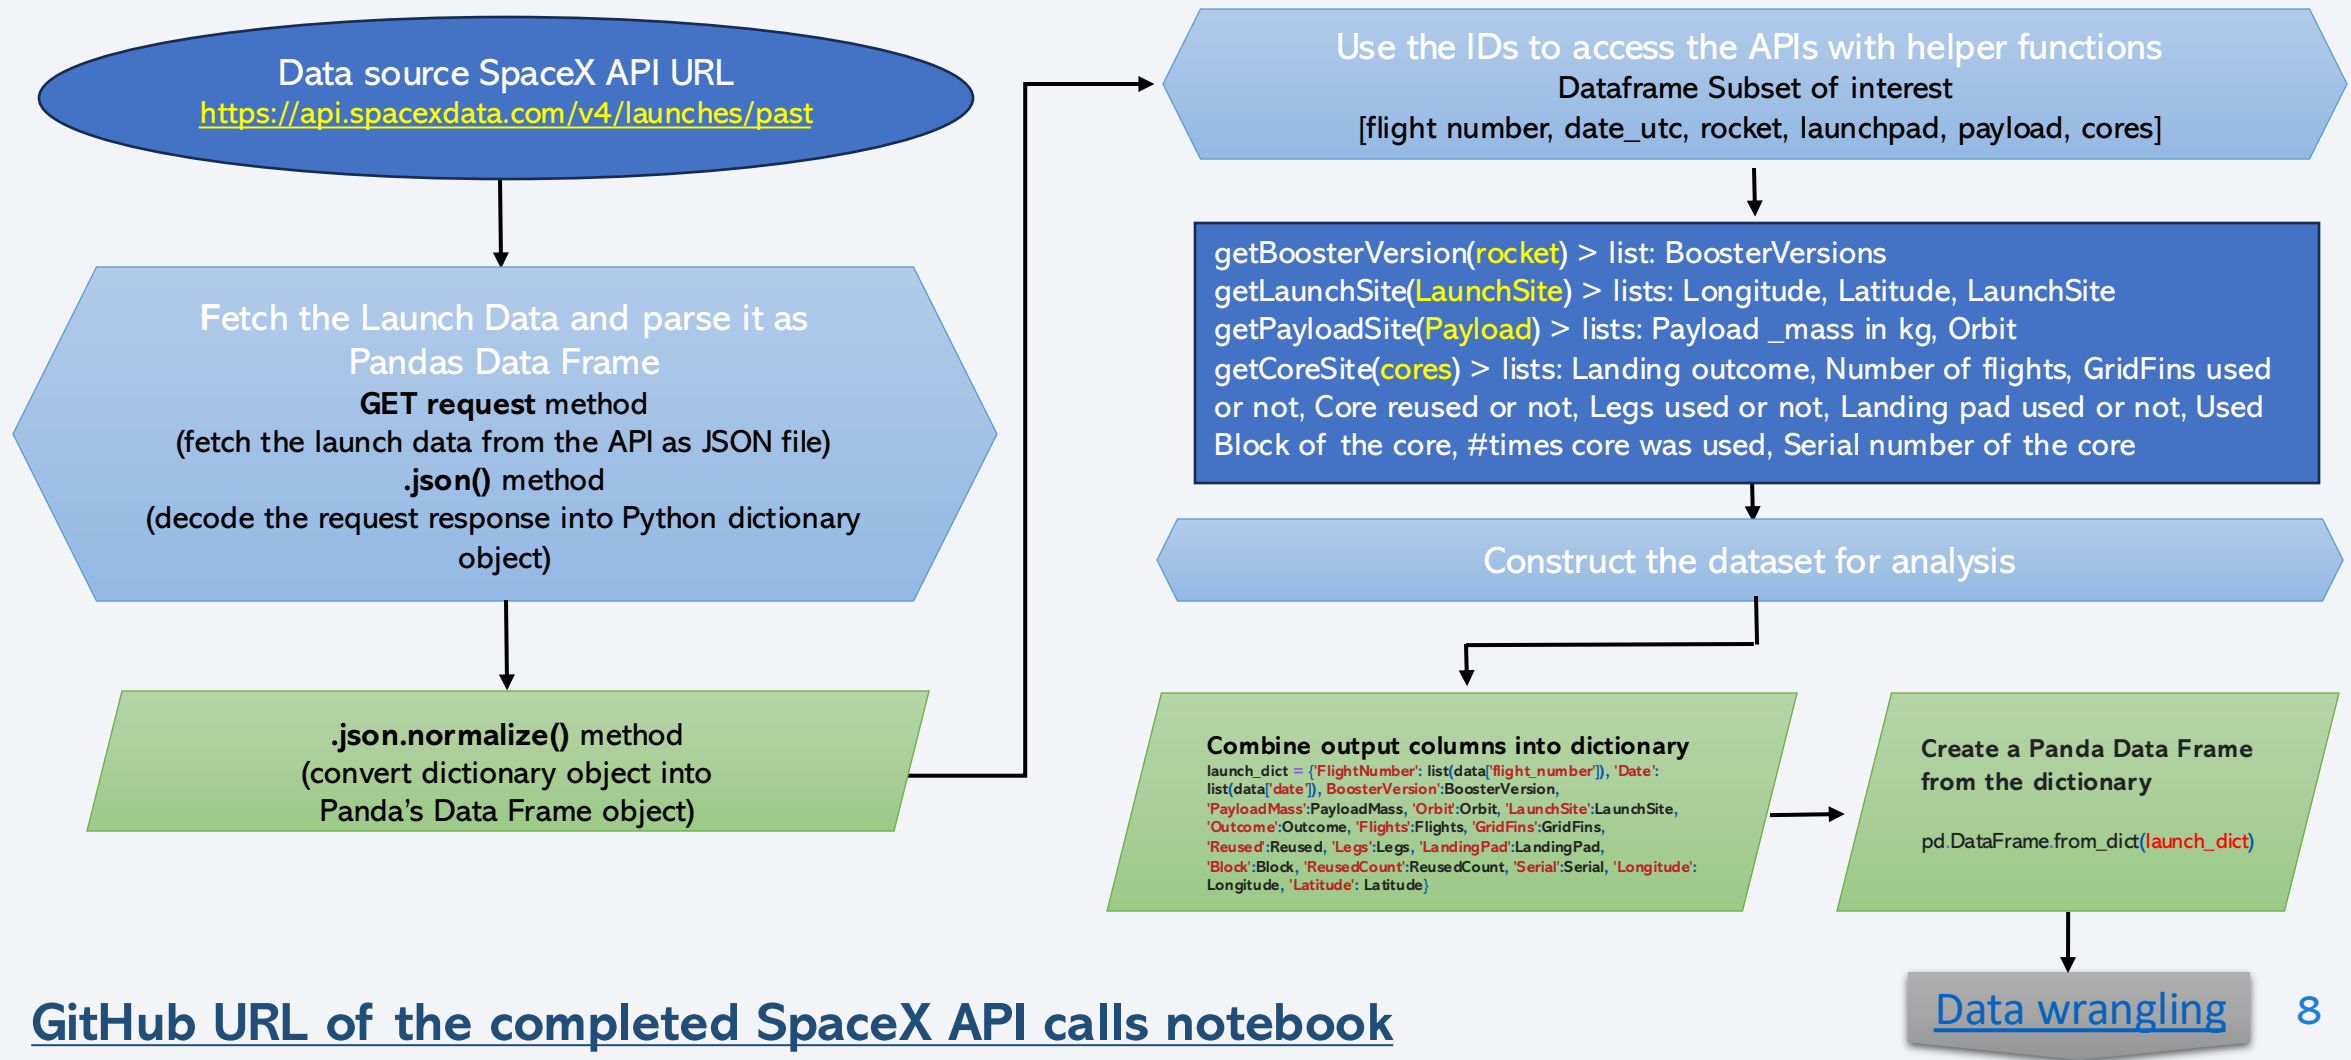 Data source SpaceX API URL
https://api.spacexdata.com/v4/launches/past
Fetch the Launch Data and parse it as
Pandas Data Frame
GET request method
(fetch the launch data from the API as JSON file)
.json() method
(decode the request response into Python dictionary
object)
.json.normalize() method
(convert dictionary object into
Panda's Data Frame object)
Use the IDs to access the APIs with helper functions
Dataframe Subset of interest
[flight number, date_utc, rocket, launchpad, payload, cores]
getBoosterVersion(rocket) > list: BoosterVersions
getLaunchSite(LaunchSite) > lists: Longitude, Latitude, LaunchSite
getPayloadSite(Payload) > lists: Payload _mass in kg, Orbit
getCoreSite(cores) > lists: Landing outcome, Number of flights, GridFins used
or not, Core reused or not, Legs used or not, Landing pad used or not, Used
Block of the core, #times core was used, Serial number of the core
Construct the dataset for analysis
Combine output columns into dictionary
launch_dict = {'FlightNumber': list(data['flight_number']), 'Date':
list(data['date']), BoosterVersion':BoosterVersion,
'PayloadMass':PayloadMass, 'Orbit':Orbit, 'LaunchSite':LaunchSite,
'Outcome':Outcome, 'Flights':Flights, 'GridFins':GridFins,
'Reused':Reused, 'Legs':Legs, 'LandingPad':LandingPad,
'Block':Block, 'ReusedCount':ReusedCount, 'Serial':Serial, 'Longitude':
Longitude, 'Latitude': Latitude}
Create a Panda Data Frame
from the dictionary
pd.DataFrame.from_dict(launch_dict)
Data wrangling
GitHub URL of the completed SpaceX API calls notebook
8